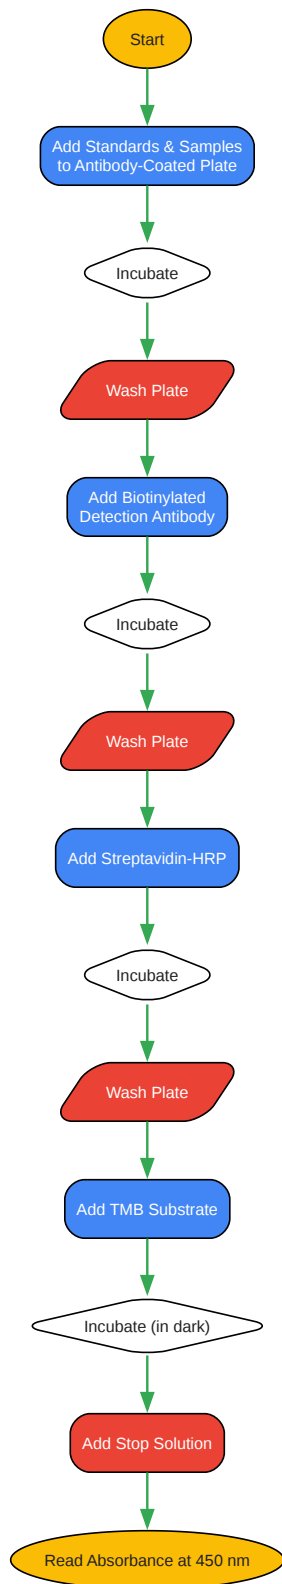 Start
Add Standards & Samples
to Antibody-Coated Plate
Incubate
Wash Plate
Add Biotinylated
Detection Antibody
Incubate
Wash Plate
Add Streptavidin-HRP
Incubate
Wash Plate
Add TMB Substrate
Incubate (in dark)
Add Stop Solution
Read Absorbance at 450 nm